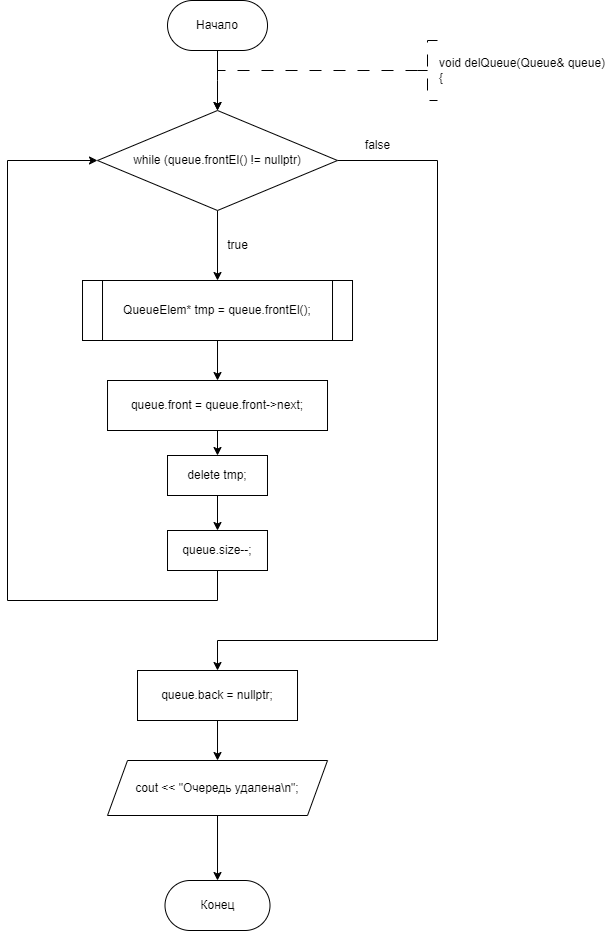 Начало
void delQueue(Queue& queue)
{
while (queue.frontEl() != nullptr)
false
true
QueueElem* tmp = queue.frontEl();
queue.front = queue.front->next;
delete tmp;
queue.size--;
queue.back = nullptr;
cout << "Очередь удалена\n";
Конец